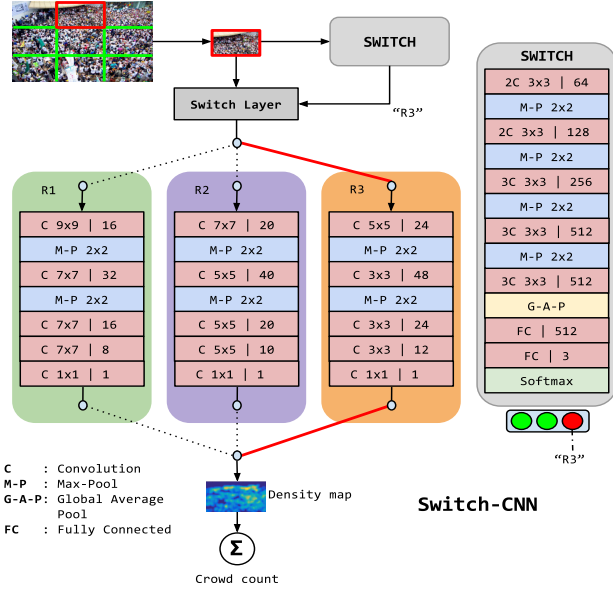 SWITCH
Switch Layer
“R3”
R1
C 9x9 | 16
M-P 2x2
C 7x7 | 32
M-P 2x2
C 7x7 | 16
C 7x7 | 8
C 1x1 | 1
R2
C 7x7 | 20
M-P 2x2
C 5x5 | 40
M-P 2x2
C 5x5 | 20
C 5x5 | 10
C 1x1 | 1
R3
C 5x5 | 24
M-P 2x2
C 3x3 | 48
M-P 2x2
C 3x3 | 24
C 3x3 | 12
C 1x1 | 1
SWITCH
2C 3x3 | 64
M-P 2x2
2C 3x3 | 128
M-P 2x2
3C 3x3 | 256
M-P 2x2
3C 3x3 | 512
M-P 2x2
3C 3x3 | 512
G-A-P
FC | 512
FC | 3
Softmax
“R3”
C : Convolution
M-P : Max-Pool
G-A-P: Global Average
Pool
FC : Fully Connected
Density map
Σ
Crowd count
Switch-CNN